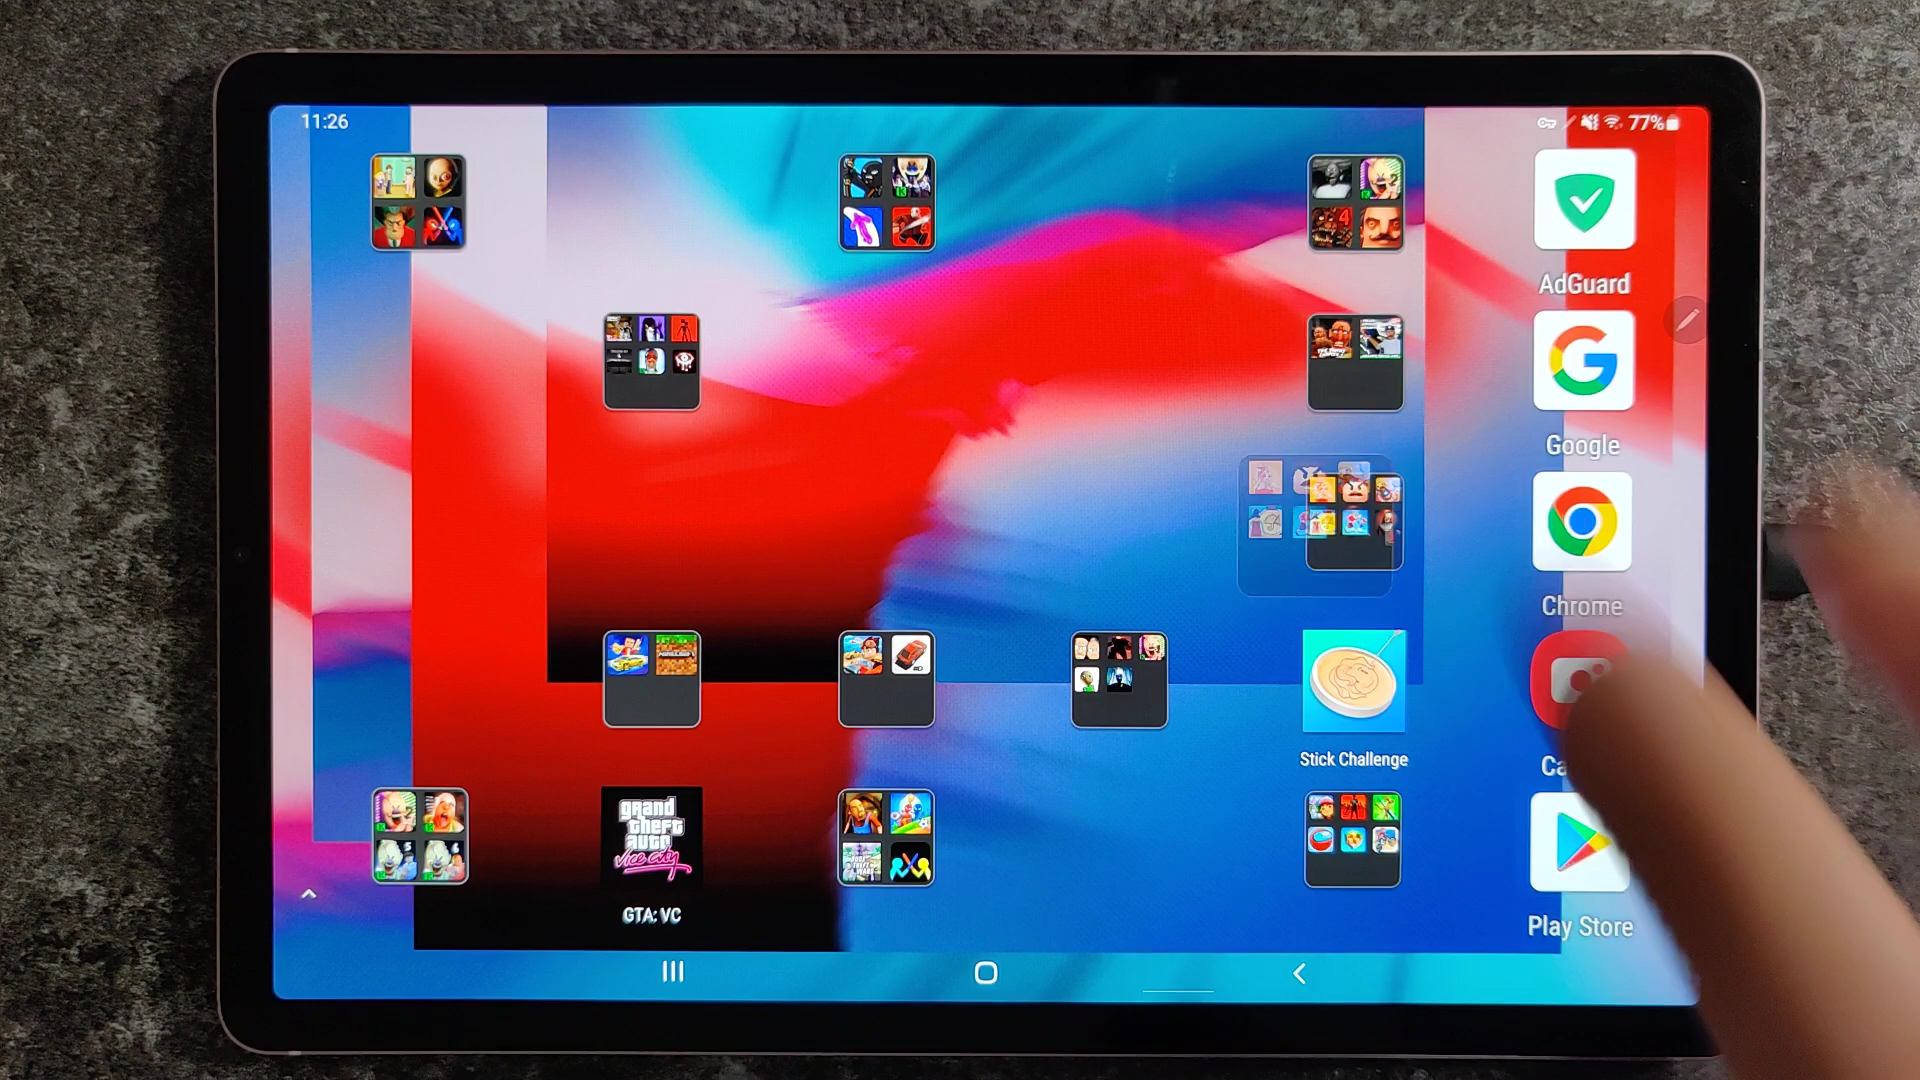 11:26
77%
AdGuard
Google
Chrome
Stick Challenge
Ca
grand
theft
auto
vice city
GTA: VC
Play Store